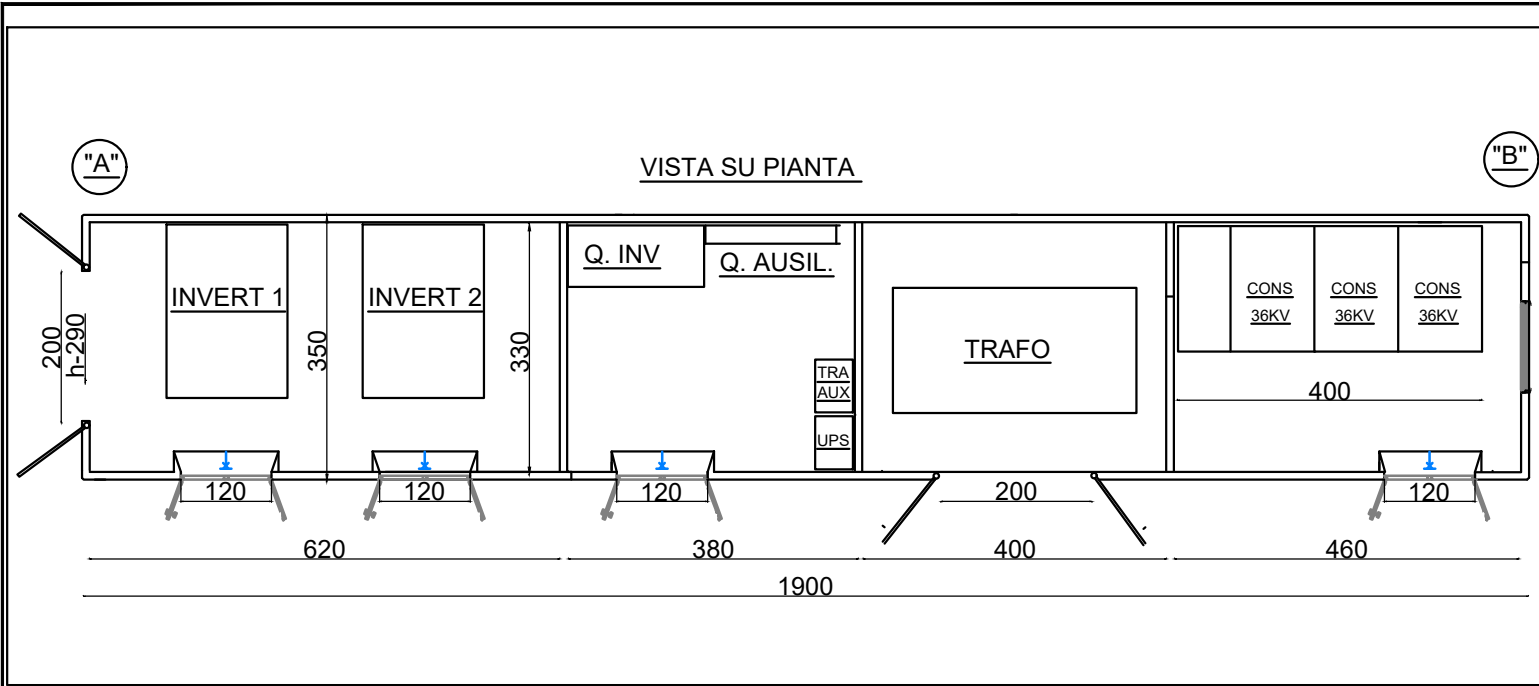 "A"
VISTA SU PIANTA
"B"
INVERT 1
INVERT 2
Q. INV
Q. AUSIL.
TRAFO
CONS
36KV
CONS
36KV
CONS
36KV
TRA
AUX
UPS
200
h-290
350
330
400
120
120
120
200
120
620
380
400
460
1900